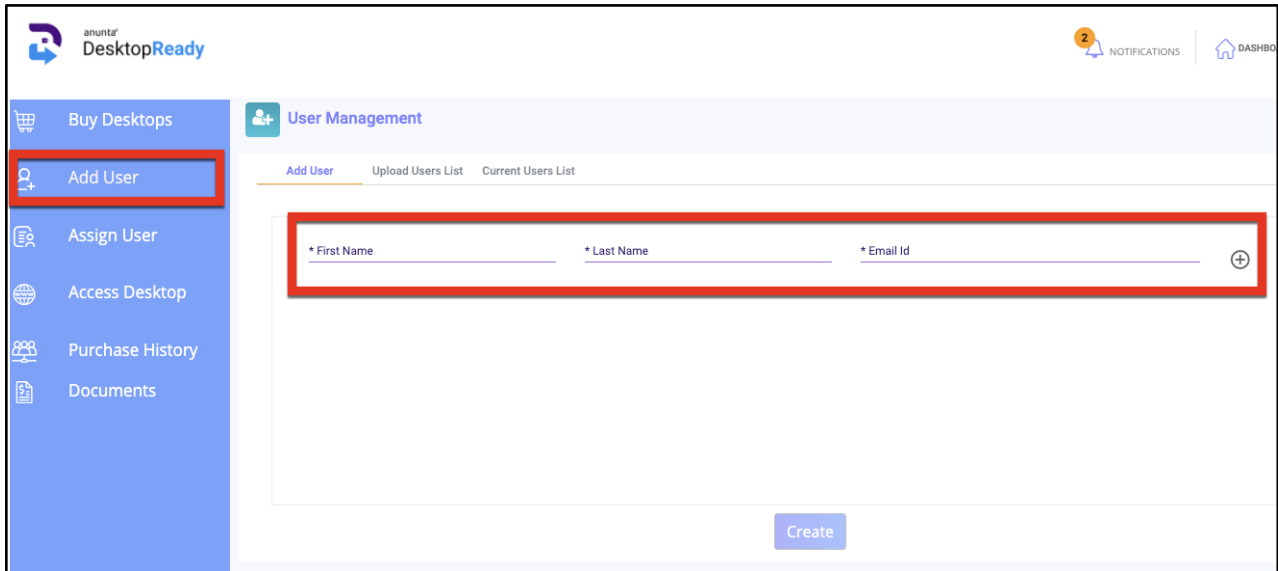 anunta
DesktopReady
2
NOTIFICATIONS
DASHBO
Buy Desktops
Add User
Assign User
Access Desktop
Purchase History
Documents
User Management
Add User Upload Users List Current Users List
* First Name * Last Name * Email Id
Create